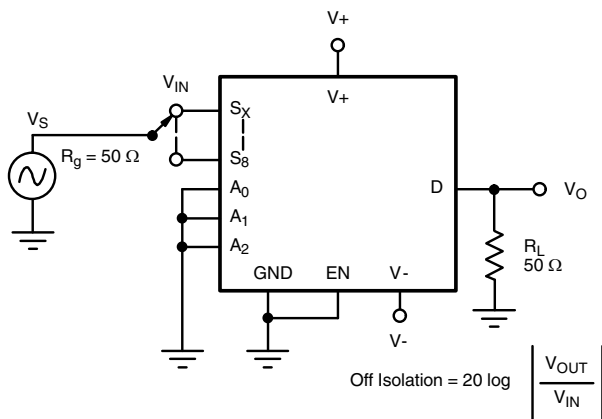 V+
V+
V_IN
V_S
R_g = 50 Ω
S_X
S_8
A_0
A_1
A_2
D
V_O
R_L
50 Ω
GND
EN
V-
V-
Off Isolation = 20 log | V_OUT / V_IN |